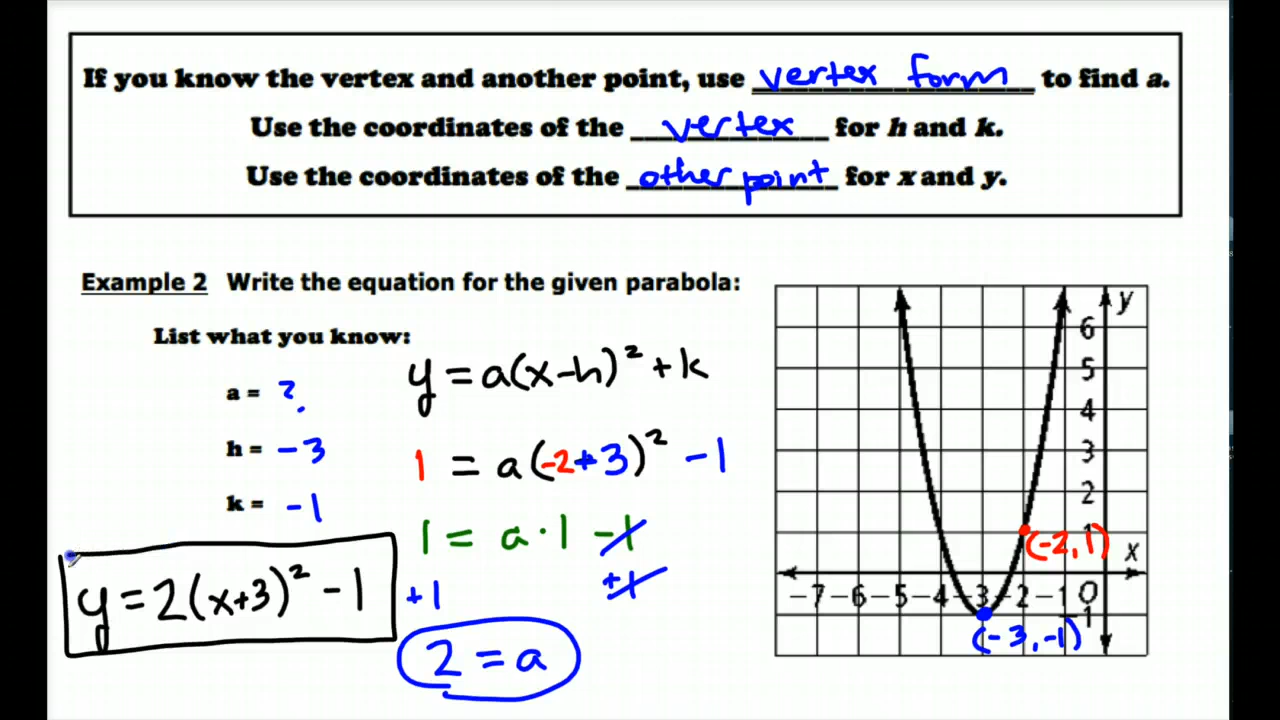 If you know the vertex and another point, use vertex form to find a.
Use the coordinates of the vertex for h and k.
Use the coordinates of the other point for x and y.
Example 2 Write the equation for the given parabola:
List what you know:
a = ?
h = -3
k = -1
y = a(x-h)² + k
1 = a(-2+3)² -1
1 = a·1 -1
+1 +1
2 = a
y = 2(x+3)² - 1
y
6
5
4
3
2
1
(-2,1)
x
-7 -6 -5 -4 -3 -2 -1 O
-1
(-3,-1)